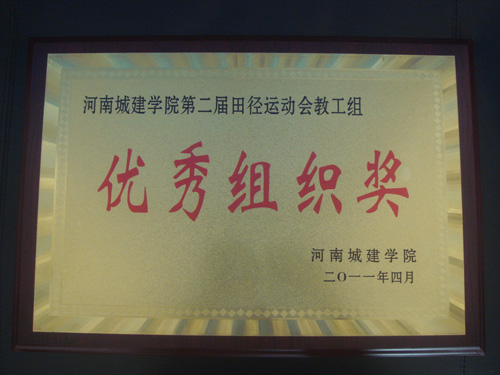 河南城建学院第二届田径运动会教工组
优秀组织奖
河南城建学院
二〇一一年四月